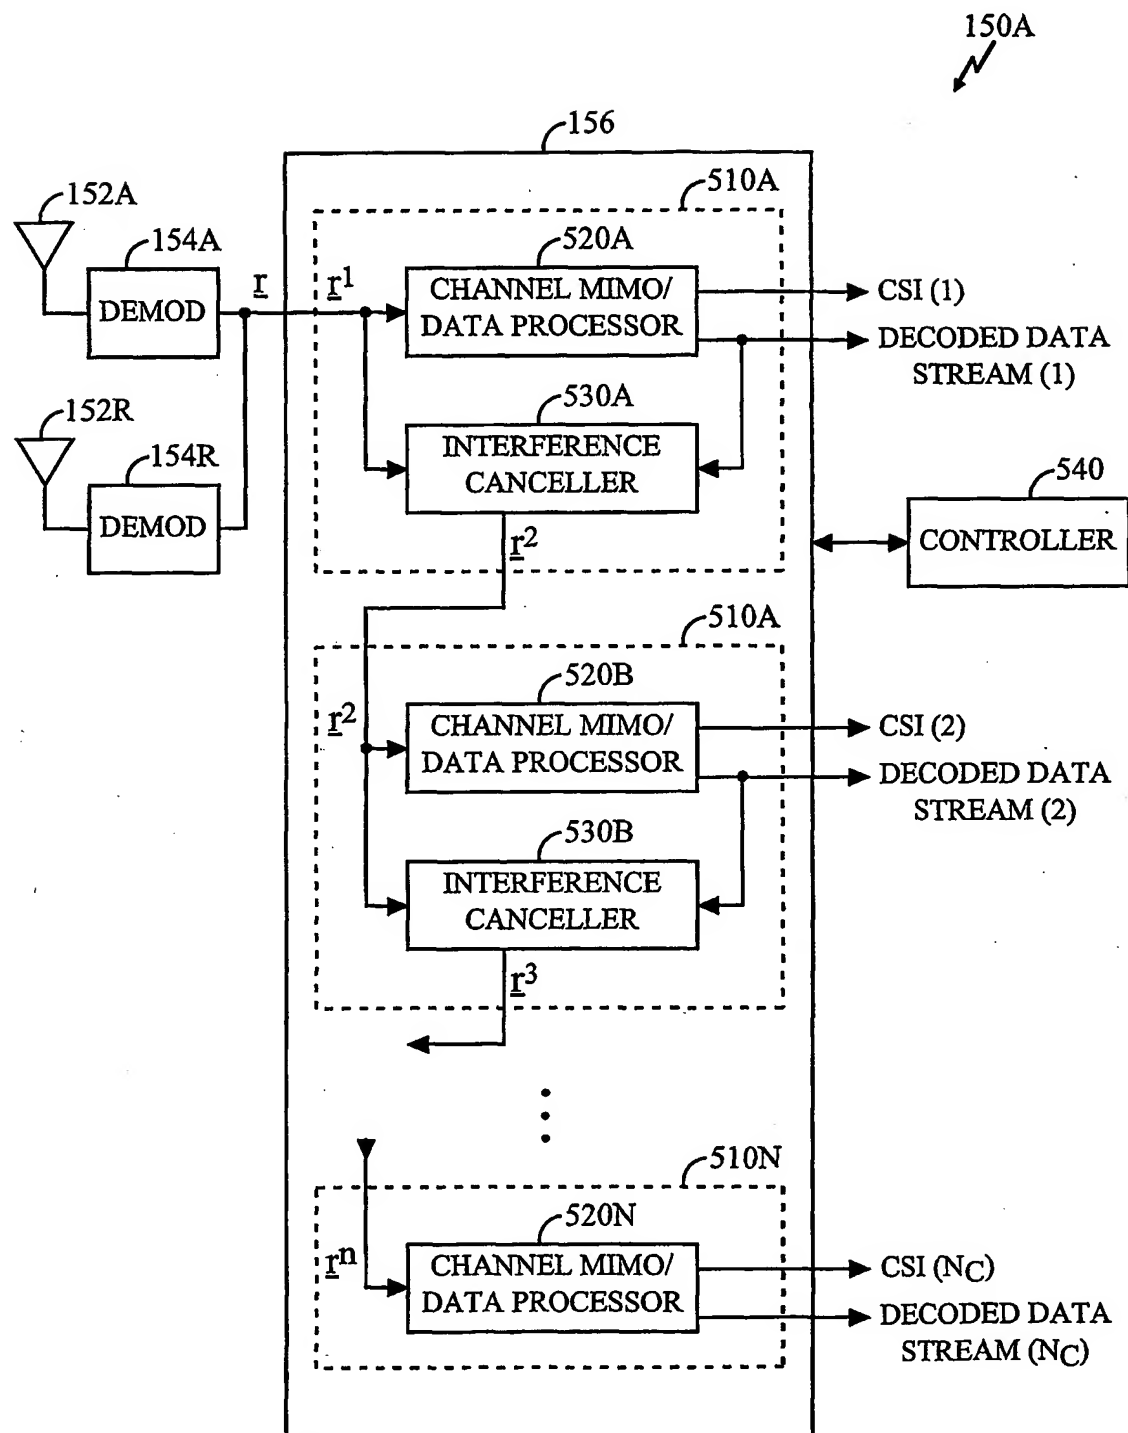 150A
156
152A
510A
154A
520A
DEMOD
r
r1
CHANNEL MIMO/
DATA PROCESSOR
CSI (1)
DECODED DATA
STREAM (1)
152R
530A
154R
INTERFERENCE
CANCELLER
540
DEMOD
r2
CONTROLLER
510A
520B
r2
CHANNEL MIMO/
DATA PROCESSOR
CSI (2)
DECODED DATA
STREAM (2)
530B
INTERFERENCE
CANCELLER
r3
510N
520N
rn
CHANNEL MIMO/
DATA PROCESSOR
CSI (NC)
DECODED DATA
STREAM (NC)